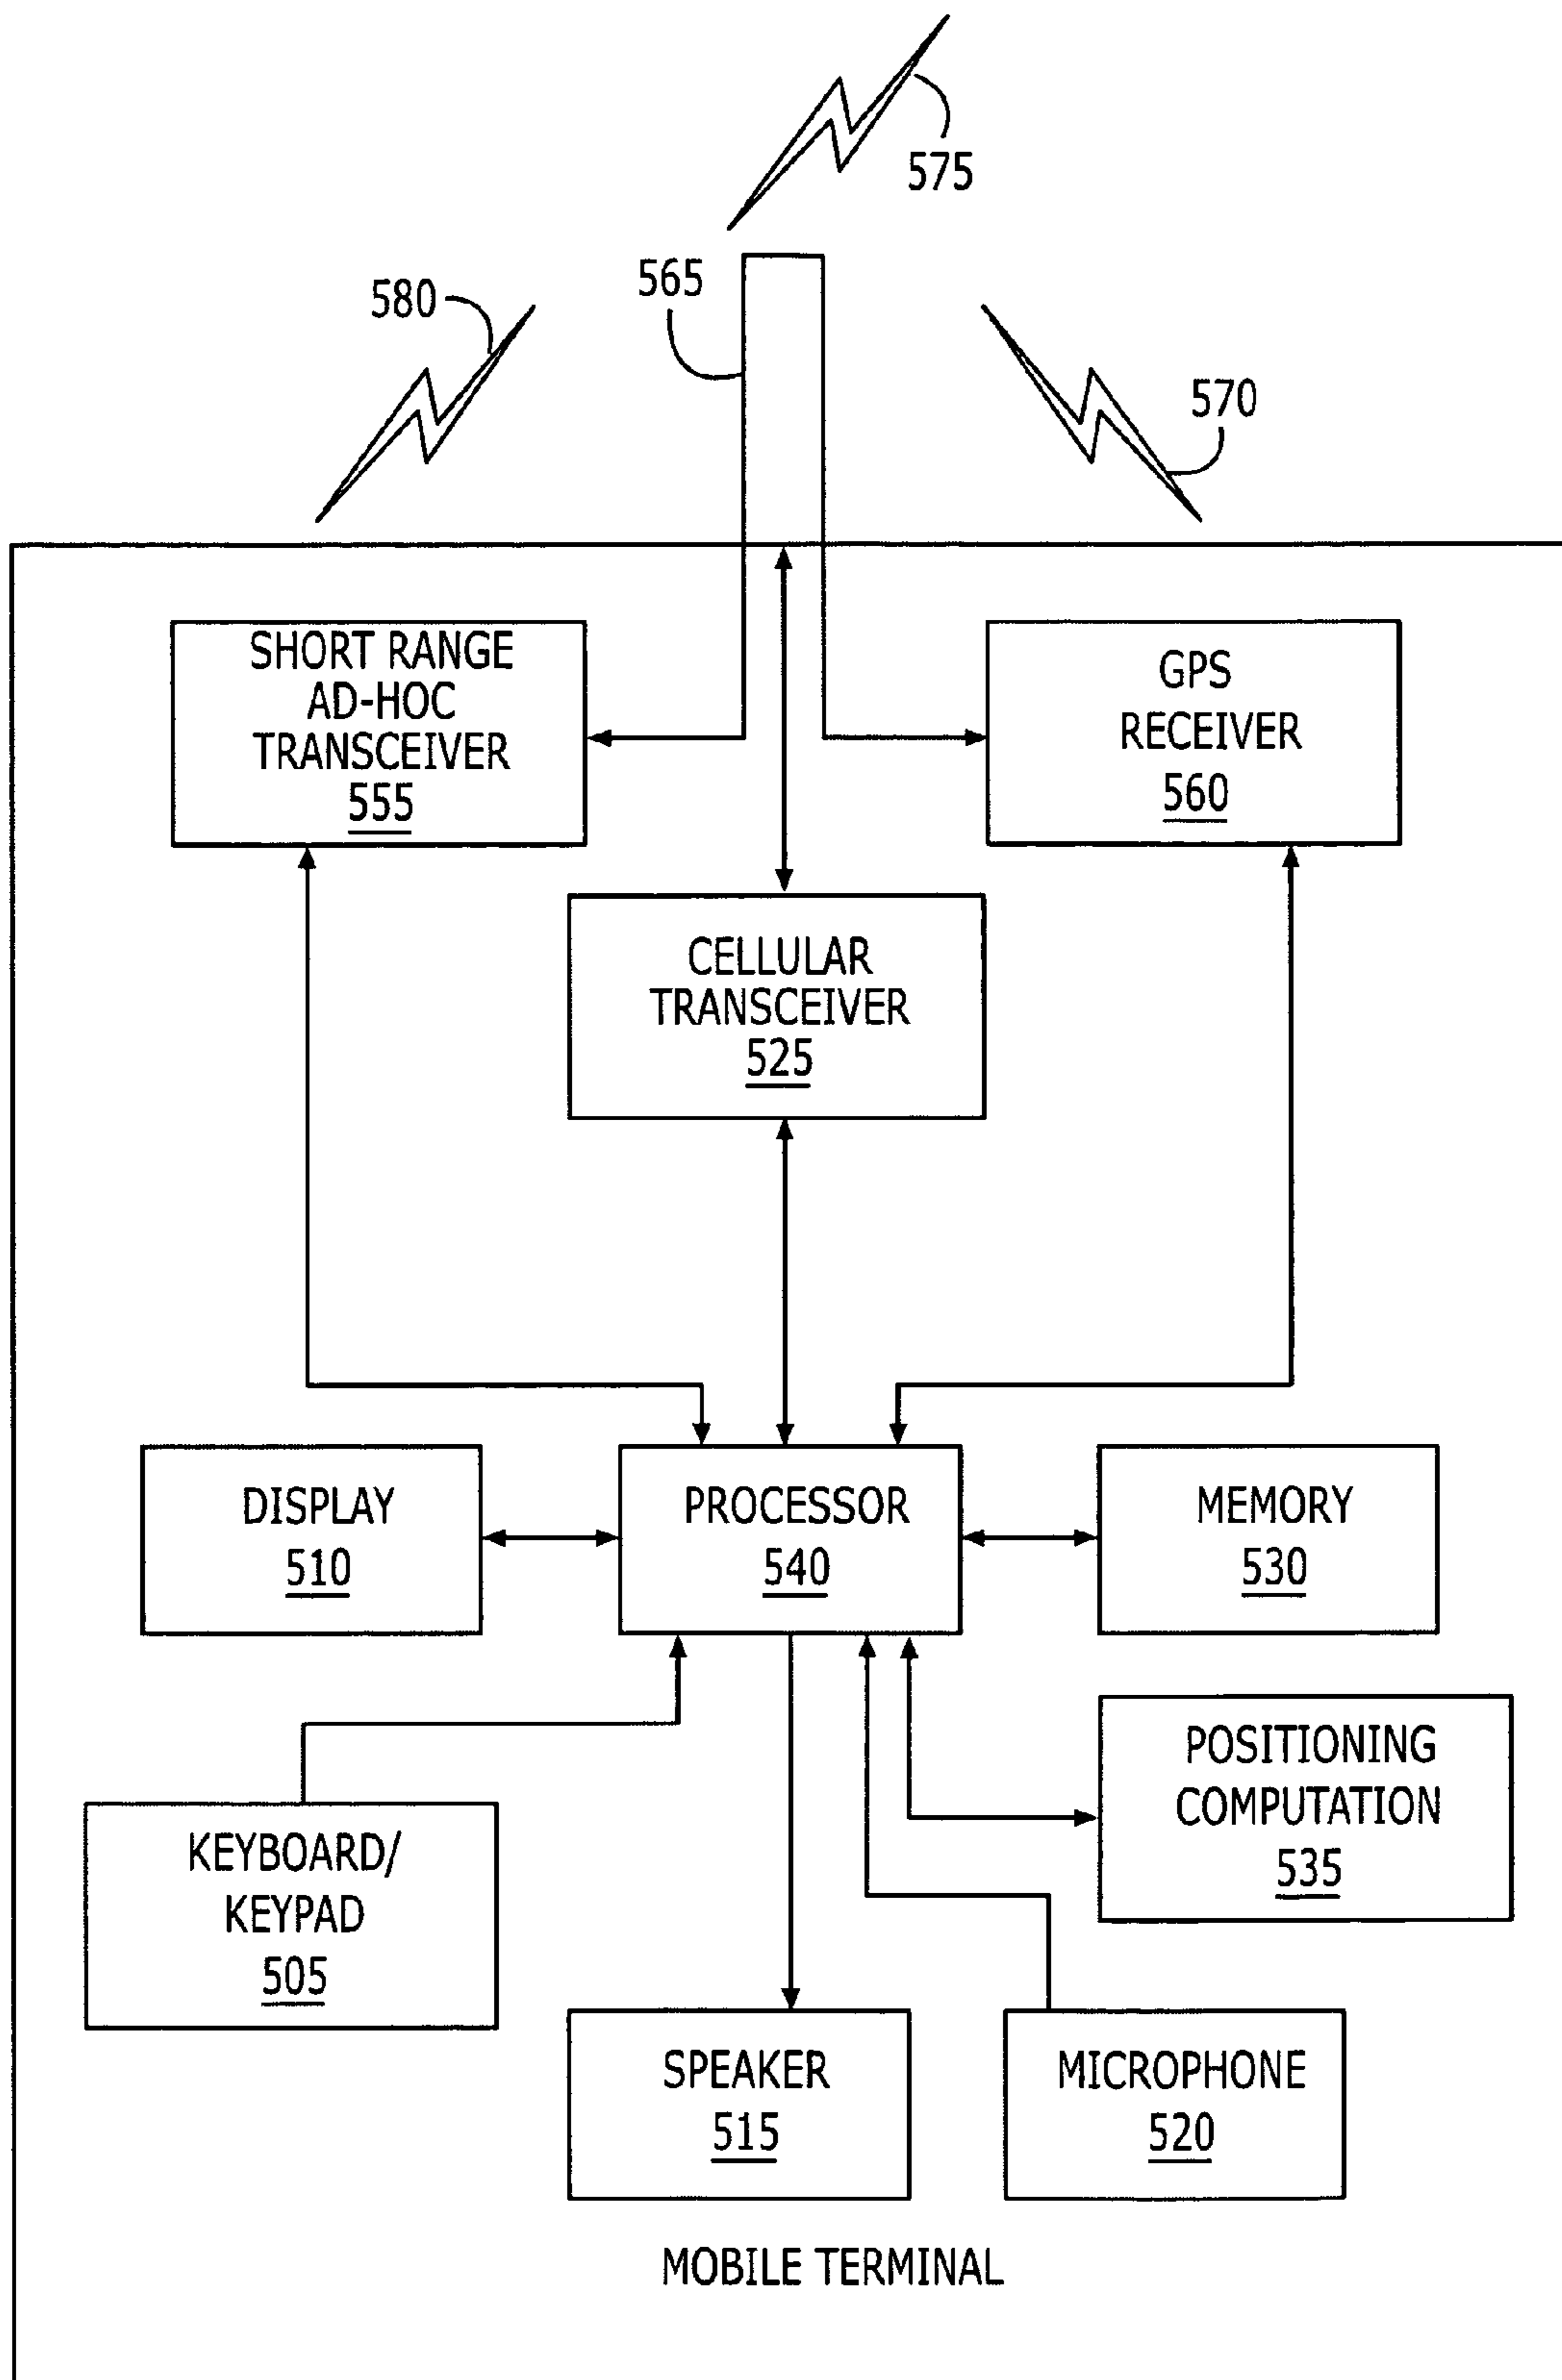 575
565
580
570
SHORT RANGE
AD-HOC
TRANSCEIVER
555
GPS
RECEIVER
560
CELLULAR
TRANSCEIVER
525
DISPLAY
510
PROCESSOR
540
MEMORY
530
POSITIONING
COMPUTATION
535
KEYBOARD/
KEYPAD
505
SPEAKER
515
MICROPHONE
520
MOBILE TERMINAL